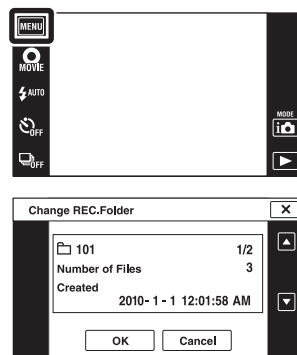 MENU
MOVIE
AUTO
OFF
OFF
MODE
Change REC.Folder
×
101
1/2
Number of Files
3
Created
2010- 1 - 1 12:01:58 AM
OK
Cancel